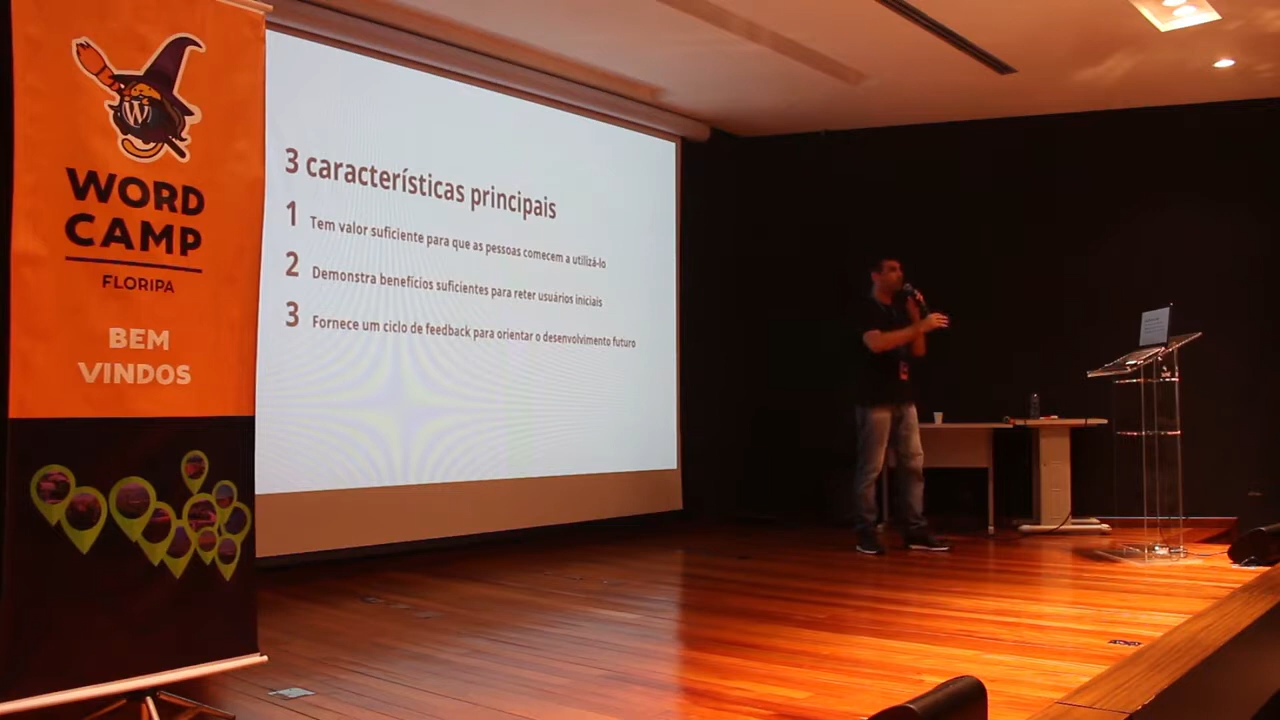 WORD
CAMP
FLORIPA
BEM
VINDOS
3 características principais
1 Tem valor suficiente para que as pessoas comecem a utilizá-lo
2 Demonstra benefícios suficientes para reter usuários iniciais
3 Fornece um ciclo de feedback para orientar o desenvolvimento futuro